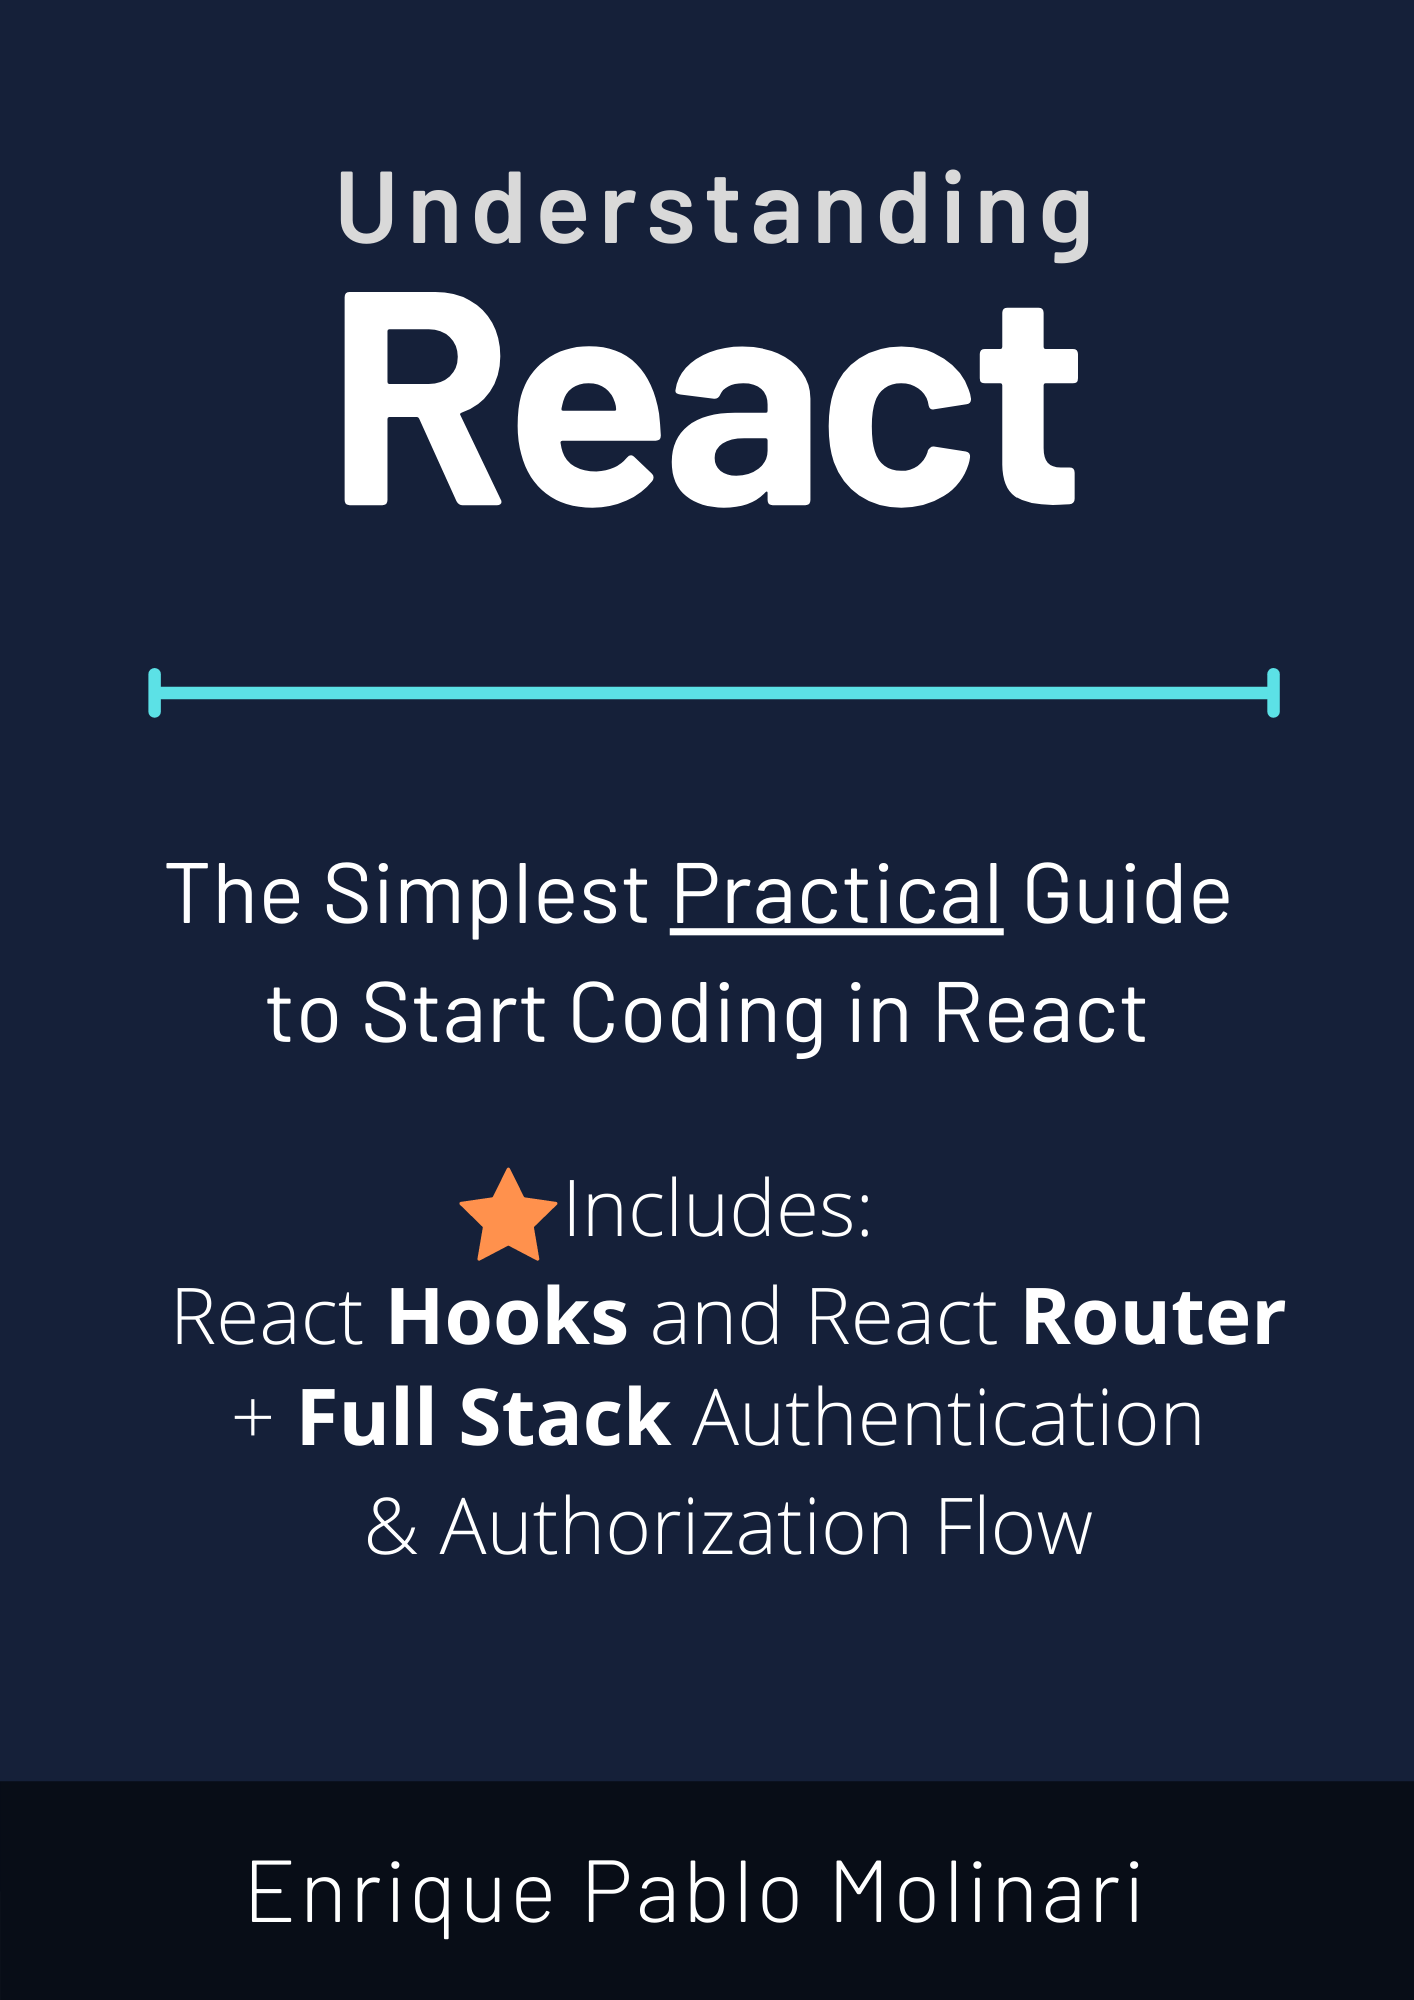 Understanding
React
The Simplest Practical Guide
to Start Coding in React
Includes:
React Hooks and React Router
+ Full Stack Authentication
& Authorization Flow
Enrique Pablo Molinari